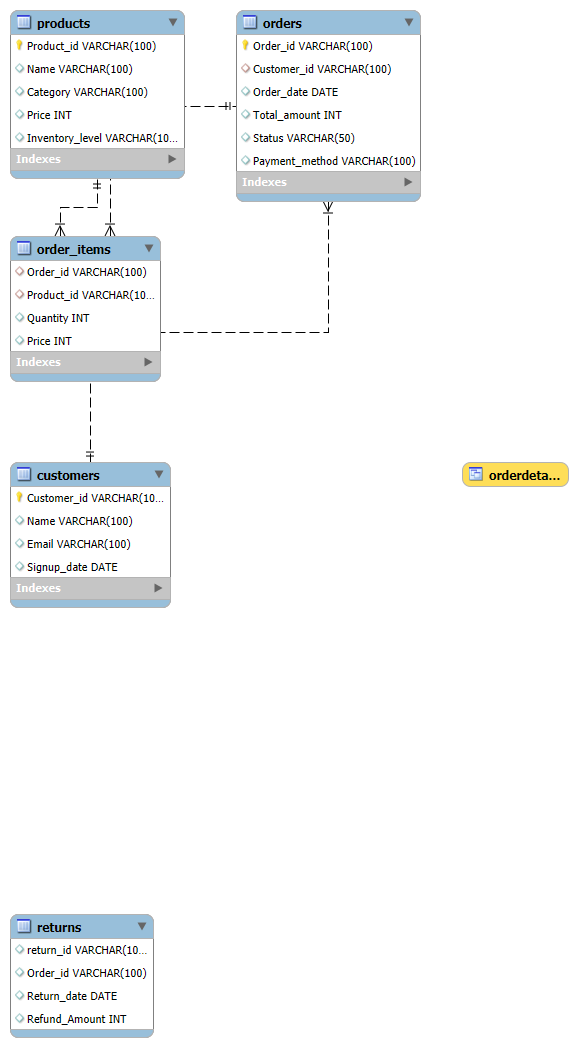 products
Product_id VARCHAR(100)
Name VARCHAR(100)
Category VARCHAR(100)
Price INT
Inventory_level VARCHAR(10...
Indexes
orders
Order_id VARCHAR(100)
Customer_id VARCHAR(100)
Order_date DATE
Total_amount INT
Status VARCHAR(50)
Payment_method VARCHAR(100)
Indexes
order_items
Order_id VARCHAR(100)
Product_id VARCHAR(10...
Quantity INT
Price INT
Indexes
customers
Customer_id VARCHAR(10...
Name VARCHAR(100)
Email VARCHAR(100)
Signup_date DATE
Indexes
orderdeta...
returns
return_id VARCHAR(10...
Order_id VARCHAR(100)
Return_date DATE
Refund_Amount INT